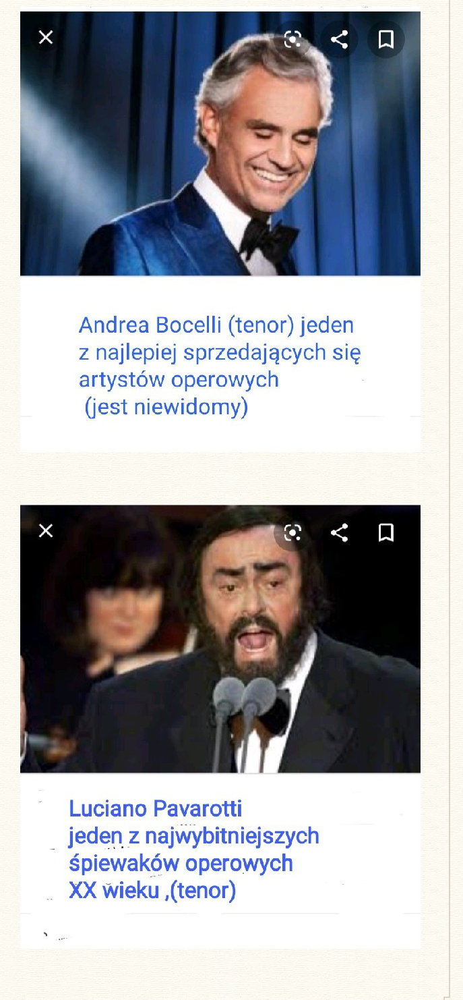 Andrea Bocelli (tenor) jeden
z najlepiej sprzedających się
artystów operowych
(jest niewidomy)
Luciano Pavarotti
jeden z najwybitniejszych
śpiewaków operowych
XX wieku ,(tenor)